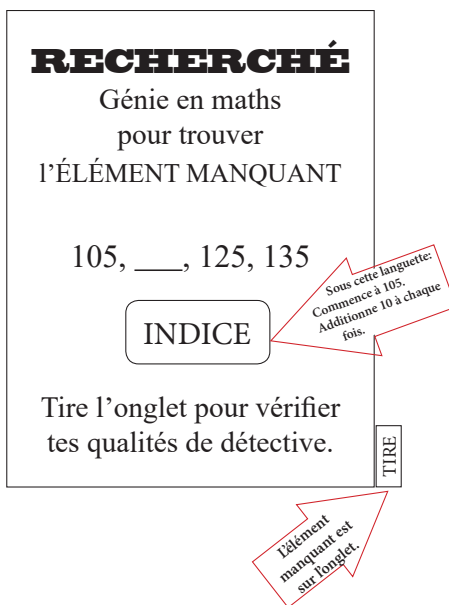 RECHERCHÉ
Génie en maths
pour trouver
l'ÉLÉMENT MANQUANT
105, ___, 125, 135
Sous cette languette:
Commence à 105.
Additionne 10 à chaque
fois.
INDICE
Tire l'onglet pour vérifier
tes qualités de détective.
TIRE
L'élément
manquant est
sur l'onglet.